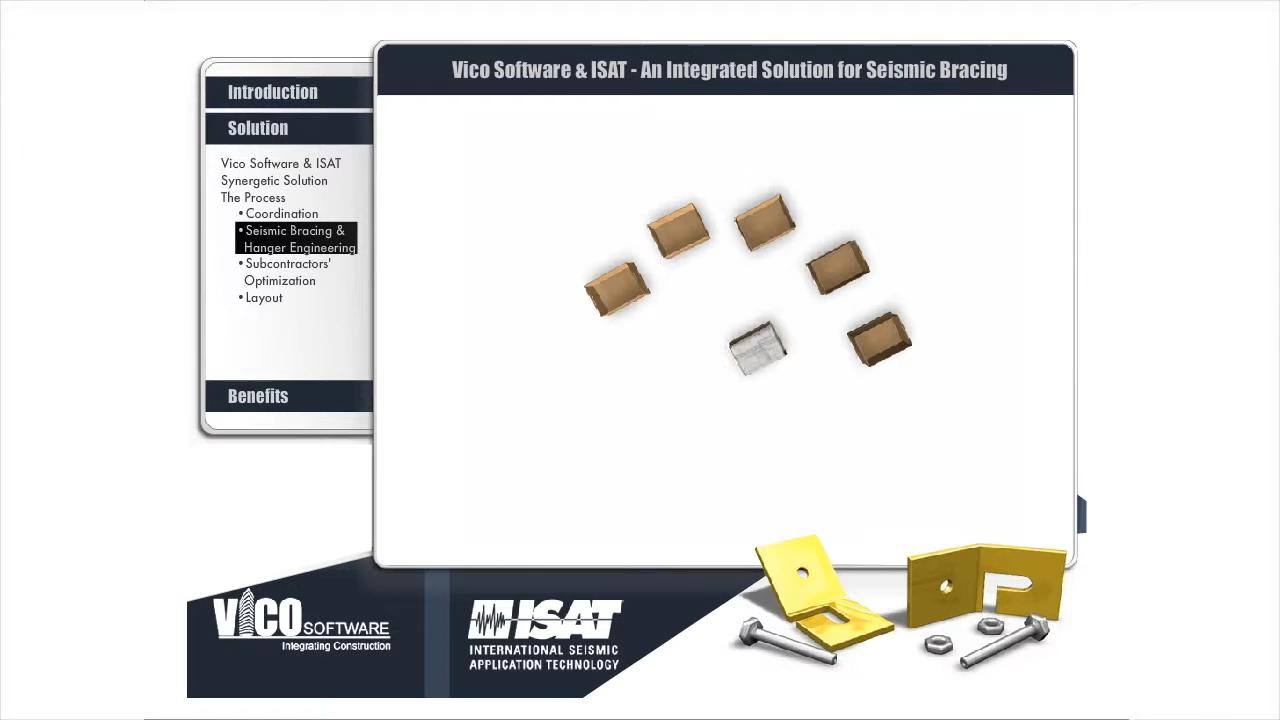 Vico Software & ISAT - An Integrated Solution for Seismic Bracing
Introduction
Solution
Vico Software & ISAT
Synergetic Solution
The Process
• Coordination
• Seismic Bracing &
Hanger Engineering
• Subcontractors'
Optimization
• Layout
Benefits
VICO SOFTWARE
Integrating Construction
ISAT
INTERNATIONAL SEISMIC
APPLICATION TECHNOLOGY